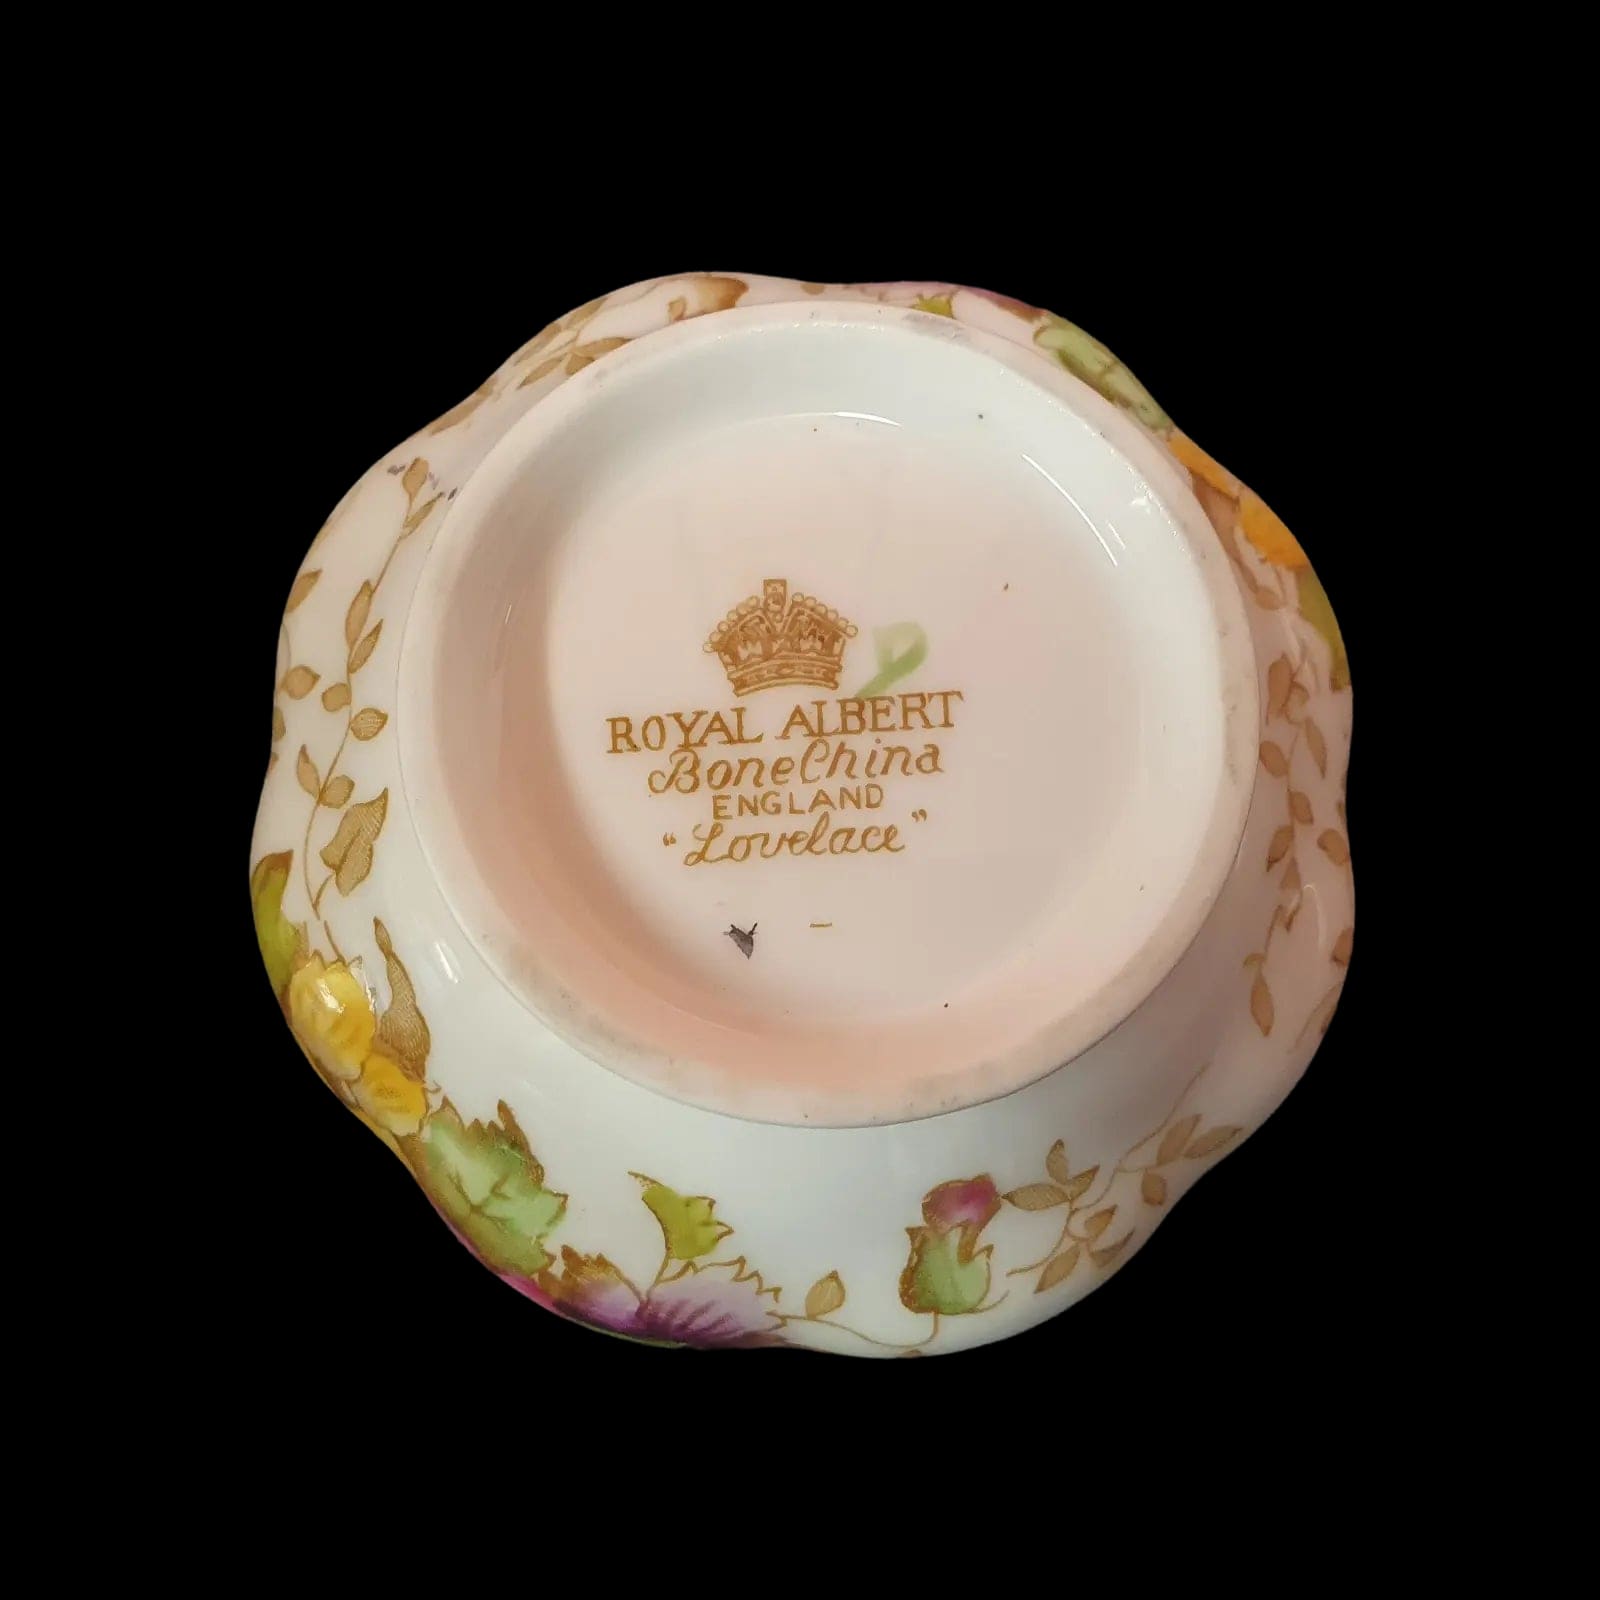 ROYAL ALBERT
Bone China
ENGLAND
"Lovelace"